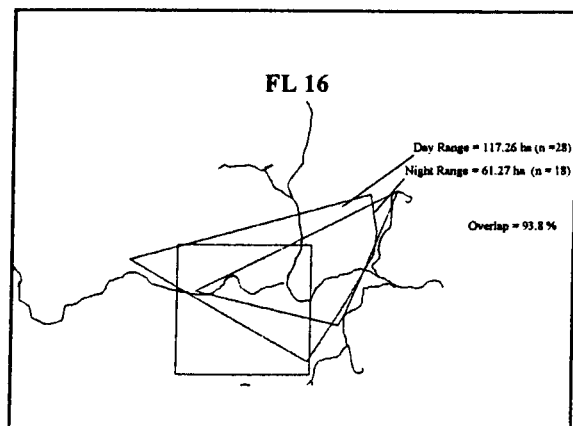 FL 16
Day Range = 117.26 ha (n =28)
Night Range = 61.27 ha (n = 18)
Overlap = 93.8 %